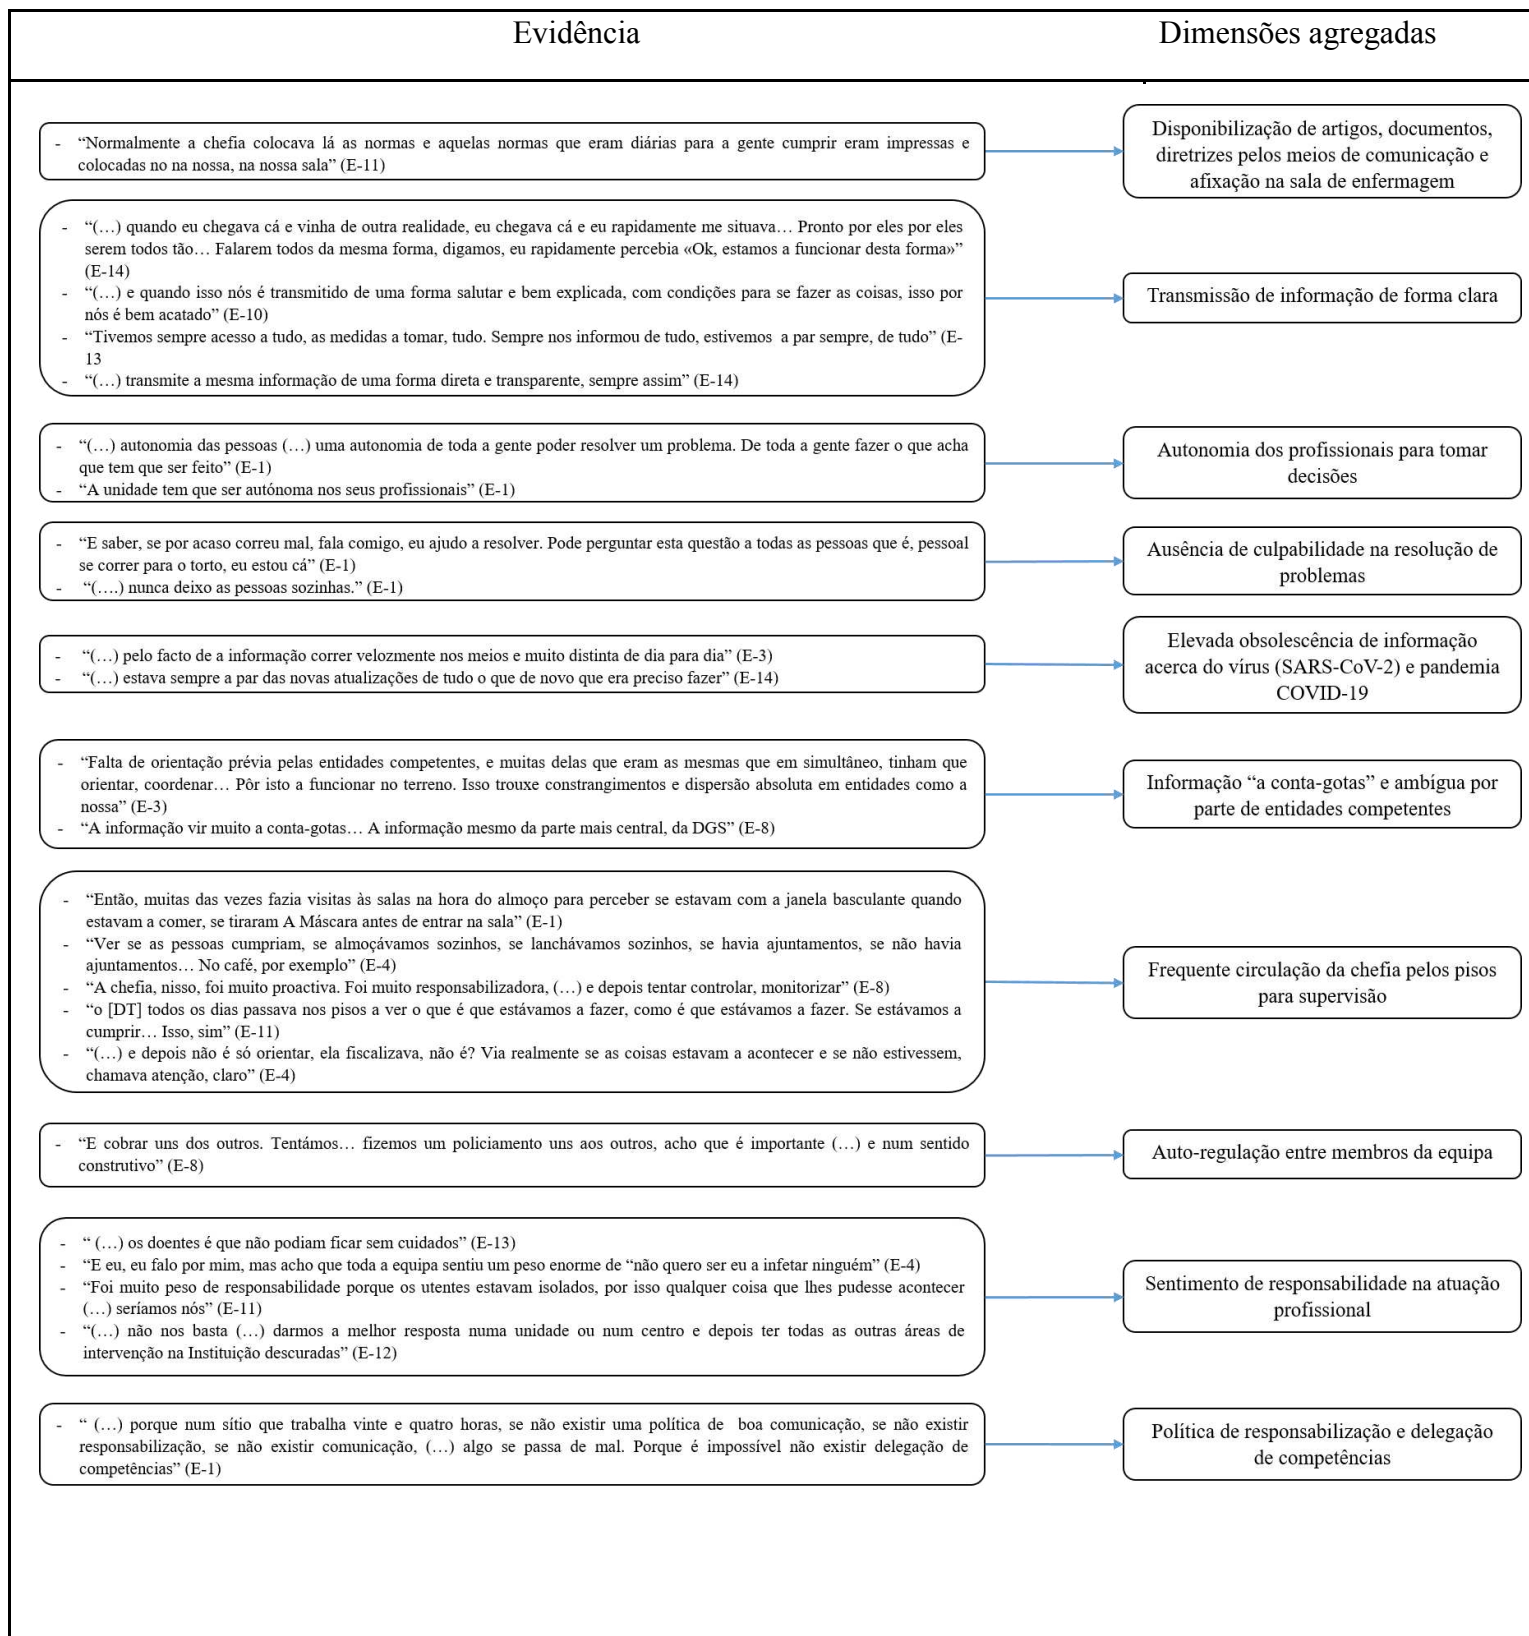 Evidência
Dimensões agregadas
- “Normalmente a chefia colocava lá as normas e aquelas normas que eram diárias para a gente cumprir eram impressas e
colocadas no na nossa, na nossa sala” (E-11)
Disponibilização de artigos, documentos,
diretrizes pelos meios de comunicação e
afixação na sala de enfermagem
- “(…) quando eu chegava cá e vinha de outra realidade, eu chegava cá e eu rapidamente me situava… Pronto por eles por eles
serem todos tão… Falarem todos da mesma forma, digamos, eu rapidamente percebia «Ok, estamos a funcionar desta forma»”
(E-14)
- “(…) e quando isso nós é transmitido de uma forma salutar e bem explicada, com condições para se fazer as coisas, isso por
nós é bem acatado” (E-10)
- “Tivemos sempre acesso a tudo, as medidas a tomar, tudo. Sempre nos informou de tudo, estivemos a par sempre, de tudo” (E-
13
- “(…) transmite a mesma informação de uma forma direta e transparente, sempre assim” (E-14)
Transmissão de informação de forma clara
- “(…) autonomia das pessoas (…) uma autonomia de toda a gente poder resolver um problema. De toda a gente fazer o que acha
que tem que ser feito” (E-1)
- “A unidade tem que ser autónoma nos seus profissionais” (E-1)
Autonomia dos profissionais para tomar
decisões
- “E saber, se por acaso correu mal, fala comigo, eu ajudo a resolver. Pode perguntar esta questão a todas as pessoas que é, pessoal
se correr para o torto, eu estou cá” (E-1)
- “(….) nunca deixo as pessoas sozinhas.” (E-1)
Ausência de culpabilidade na resolução de
problemas
- “(…) pelo facto de a informação correr velozmente nos meios e muito distinta de dia para dia” (E-3)
- “(…) estava sempre a par das novas atualizações de tudo o que de novo que era preciso fazer” (E-14)
Elevada obsolescência de informação
acerca do vírus (SARS-CoV-2) e pandemia
COVID-19
- “Falta de orientação prévia pelas entidades competentes, e muitas delas que eram as mesmas que em simultâneo, tinham que
orientar, coordenar… Pôr isto a funcionar no terreno. Isso trouxe constrangimentos e dispersão absoluta em entidades como a
nossa” (E-3)
- “A informação vir muito a conta-gotas… A informação mesmo da parte mais central, da DGS” (E-8)
Informação “a conta-gotas” e ambígua por
parte de entidades competentes
- “Então, muitas das vezes fazia visitas às salas na hora do almoço para perceber se estavam com a janela basculante quando
estavam a comer, se tiraram A Máscara antes de entrar na sala” (E-1)
- “Ver se as pessoas cumpriam, se almoçávamos sozinhos, se lanchávamos sozinhos, se havia ajuntamentos, se não havia
ajuntamentos… No café, por exemplo” (E-4)
- “A chefia, nisso, foi muito proactiva. Foi muito responsabilizadora, (…) e depois tentar controlar, monitorizar” (E-8)
- “o [DT] todos os dias passava nos pisos a ver o que é que estávamos a fazer, como é que estávamos a fazer. Se estávamos a
cumprir… Isso, sim” (E-11)
- “(…) e depois não é só orientar, ela fiscalizava, não é? Via realmente se as coisas estavam a acontecer e se não estivessem,
chamava atenção, claro” (E-4)
Frequente circulação da chefia pelos pisos
para supervisão
- “E cobrar uns dos outros. Tentámos… fizemos um policiamento uns aos outros, acho que é importante (…) e num sentido
construtivo” (E-8)
Auto-regulação entre membros da equipa
- “ (…) os doentes é que não podiam ficar sem cuidados” (E-13)
- “E eu, eu falo por mim, mas acho que toda a equipa sentiu um peso enorme de “não quero ser eu a infetar ninguém” (E-4)
- “Foi muito peso de responsabilidade porque os utentes estavam isolados, por isso qualquer coisa que lhes pudesse acontecer
(…) seríamos nós” (E-11)
- “(…) não nos basta (…) darmos a melhor resposta numa unidade ou num centro e depois ter todas as outras áreas de
intervenção na Instituição descuradas” (E-12)
Sentimento de responsabilidade na atuação
profissional
- “ (…) porque num sítio que trabalha vinte e quatro horas, se não existir uma política de boa comunicação, se não existir
responsabilização, se não existir comunicação, (…) algo se passa de mal. Porque é impossível não existir delegação de
competências” (E-1)
Política de responsabilização e delegação
de competências